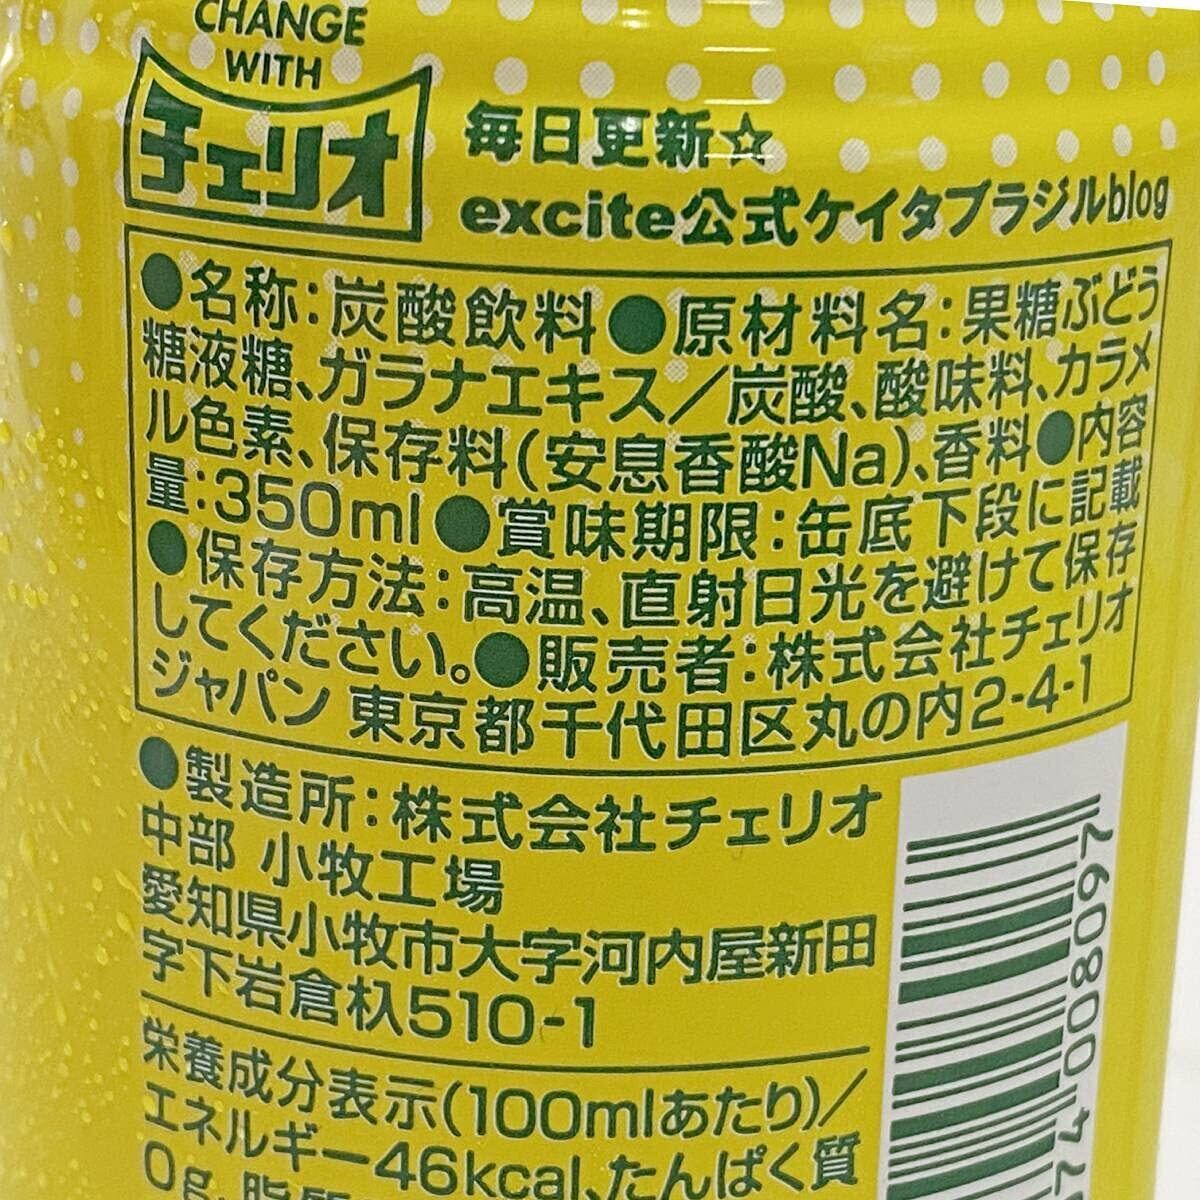 CHANGE
WITH
チェリオ
毎日更新☆
excite公式ケイタブラジルblog
●名称:炭酸飲料●原材料名:果糖ぶどう
糖液糖、ガラナエキス/炭酸、酸味料、カラメ
ル色素、保存料(安息香酸Na)、香料●内容
量:350ml●賞味期限:缶底下段に記載
●保存方法:高温、直射日光を避けて保存
してください。●販売者:株式会社チェリオ
ジャパン 東京都千代田区丸の内2-4-1
●製造所:株式会社チェリオ
中部 小牧工場
愛知県小牧市大字河内屋新田
字下岩倉杁510-1
栄養成分表示(100mlあたり)/
エネルギー46kcal、たんぱく質
0g、脂質